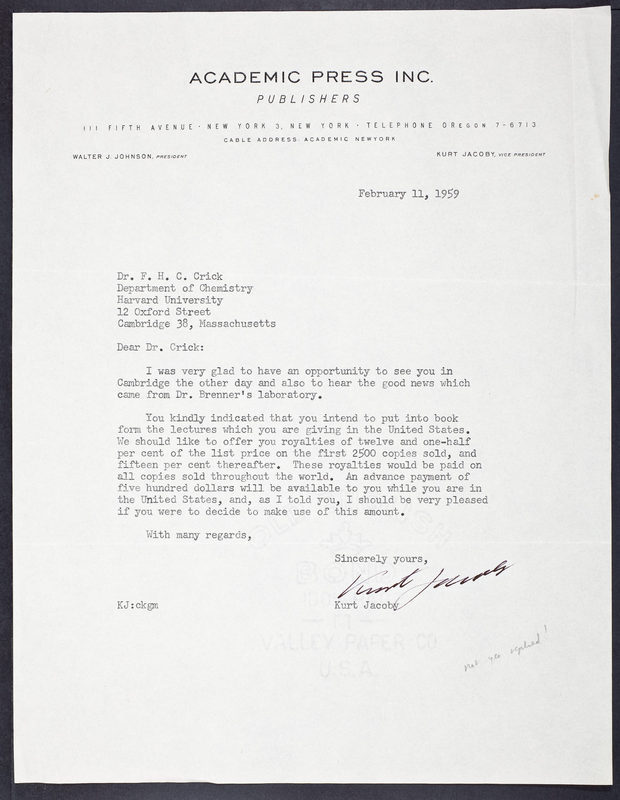 ACADEMIC PRESS INC.
PUBLISHERS
111 FIFTH AVENUE · NEW YORK 3, NEW YORK · TELEPHONE OREGON 7-6713
CABLE ADDRESS: ACADEMIC NEWYORK
WALTER J. JOHNSON, PRESIDENT
KURT JACOBY, VICE PRESIDENT
February 11, 1959
Dr. F. H. C. Crick
Department of Chemistry
Harvard University
12 Oxford Street
Cambridge 38, Massachusetts
Dear Dr. Crick:
I was very glad to have an opportunity to see you in
Cambridge the other day and also to hear the good news which
came from Dr. Brenner's laboratory.
You kindly indicated that you intend to put into book
form the lectures which you are giving in the United States.
We should like to offer you royalties of twelve and one-half
per cent of the list price on the first 2500 copies sold, and
fifteen per cent thereafter. These royalties would be paid on
all copies sold throughout the world. An advance payment of
five hundred dollars will be available to you while you are in
the United States, and, as I told you, I should be very pleased
if you were to decide to make use of this amount.
With many regards,
Sincerely yours,
Kurt Jacoby
KJ:ckgm
Kurt Jacoby
BOND
VALLEY PAPER CO
U.S.A.
not yet replied!